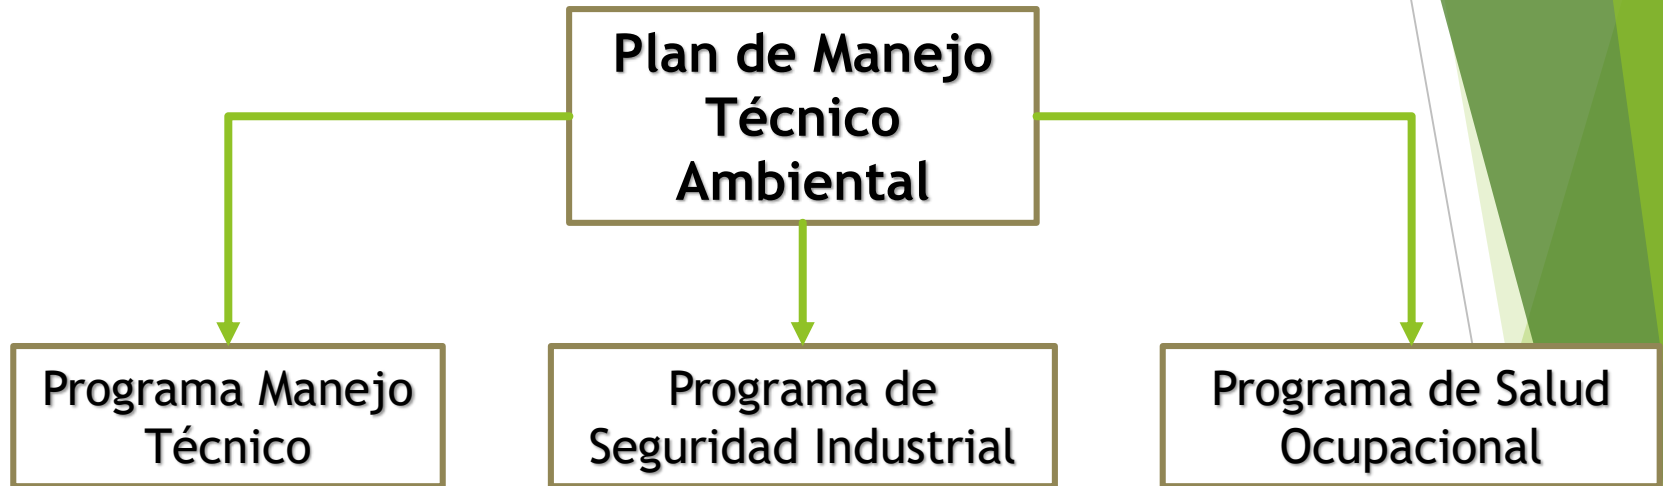 Plan de Manejo
Técnico
Ambiental
Programa Manejo
Técnico
Programa de
Seguridad Industrial
Programa de Salud
Ocupacional